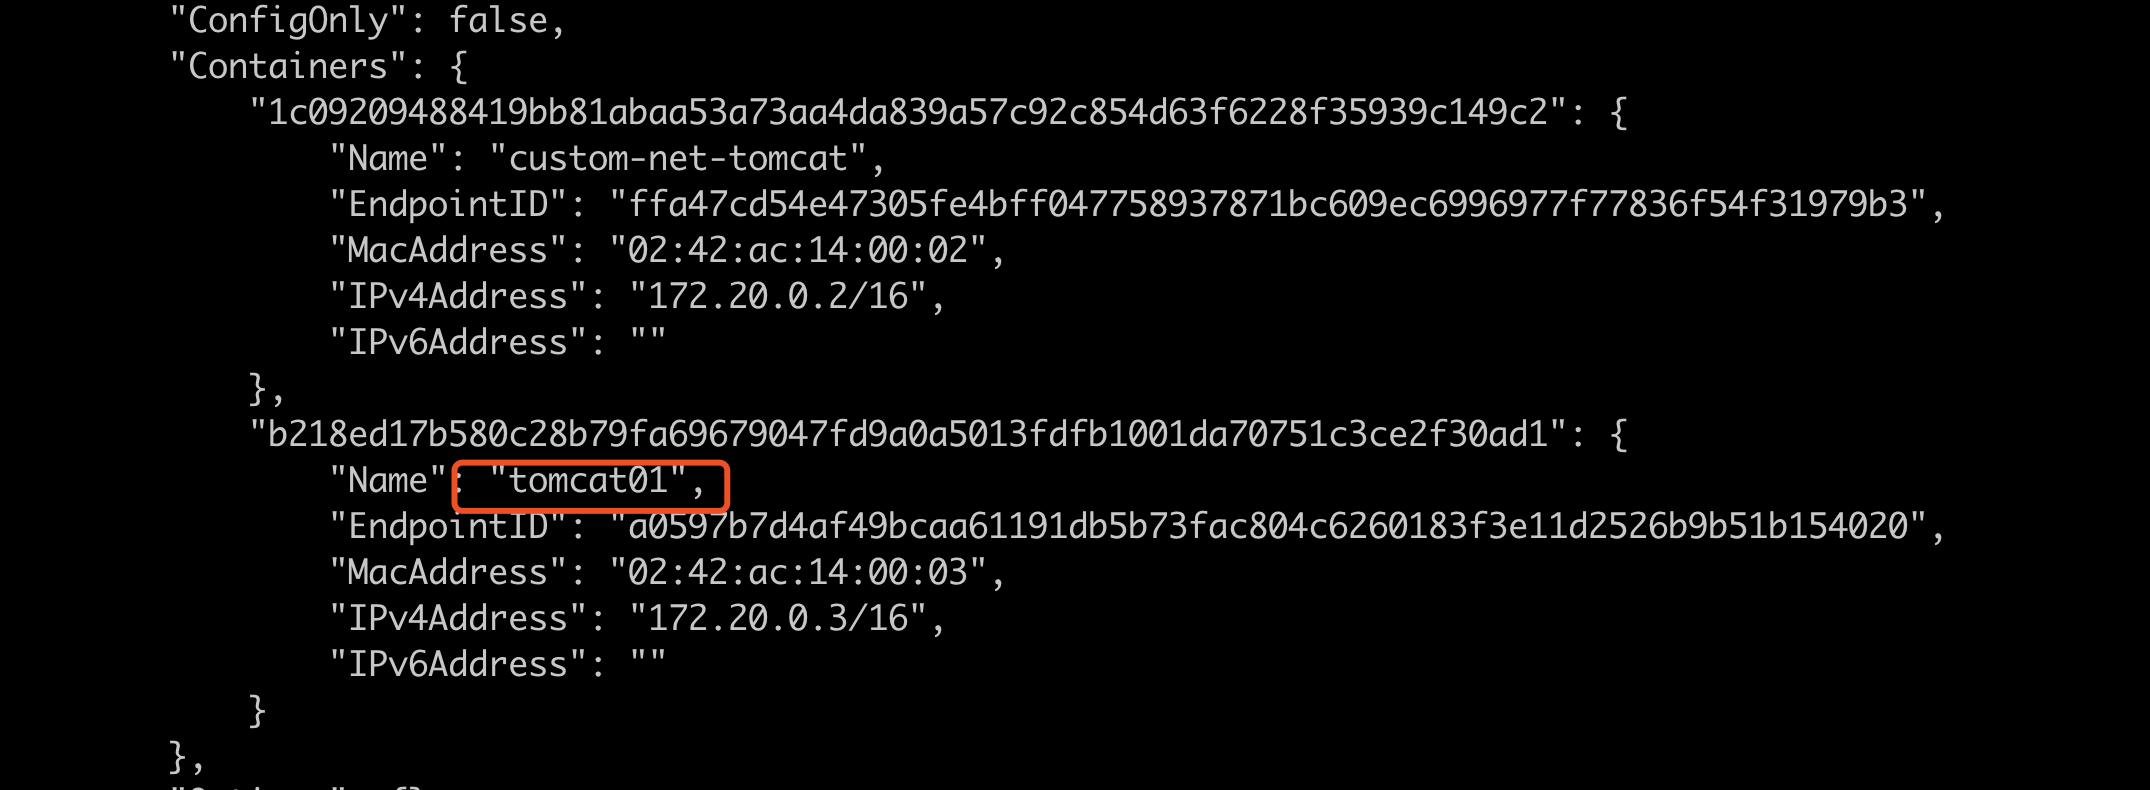 "ConfigOnly": false,
"Containers": {
"1c09209488419bb81abaa53a73aa4da839a57c92c854d63f6228f35939c149c2": {
"Name": "custom-net-tomcat",
"EndpointID": "ffa47cd54e47305fe4bff047758937871bc609ec6996977f77836f54f31979b3",
"MacAddress": "02:42:ac:14:00:02",
"IPv4Address": "172.20.0.2/16",
"IPv6Address": ""
},
"b218ed17b580c28b79fa69679047fd9a0a5013fdfb1001da70751c3ce2f30ad1": {
"Name": "tomcat01",
"EndpointID": "a0597b7d4af49bcaa61191db5b73fac804c6260183f3e11d2526b9b51b154020",
"MacAddress": "02:42:ac:14:00:03",
"IPv4Address": "172.20.0.3/16",
"IPv6Address": ""
}
},